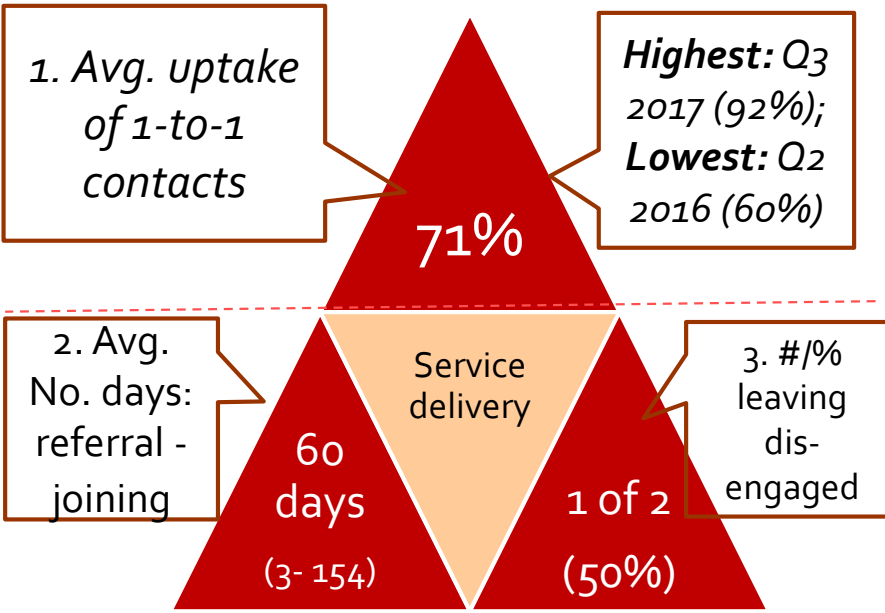 1. Avg. uptake
of 1-to-1
contacts
Highest: Q3
2017 (92%);
Lowest: Q2
2016 (60%)
71%
2. Avg.
No. days:
referral -
joining
Service
delivery
3. #/%
leaving
dis-
engaged
60
days
(3- 154)
1 of 2
(50%)